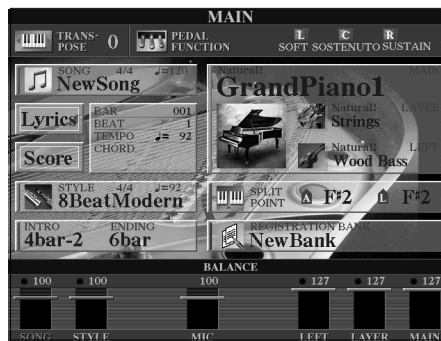 MAIN
TRANS-
POSE 0
PEDAL
FUNCTION
L C R
SOFT SOSTENUTO SUSTAIN
SONG 4/4 ♩=120
NewSong
Lyrics
Score
BAR 001
BEAT 1
TEMPO ♩= 92
CHORD
STYLE 4/4 ♩=92
8BeatModern
INTRO ENDING
4bar-2 6bar
Natural! MAIN
GrandPiano1
Natural! LAYER
Strings
Natural! LEFT
Wood Bass
SPLIT
POINT A F♯2 L F♯2
REGISTRATION BANK
NewBank
BALANCE
100 100 100 127 127 127
SONG STYLE MIC LEFT LAYER MAIN